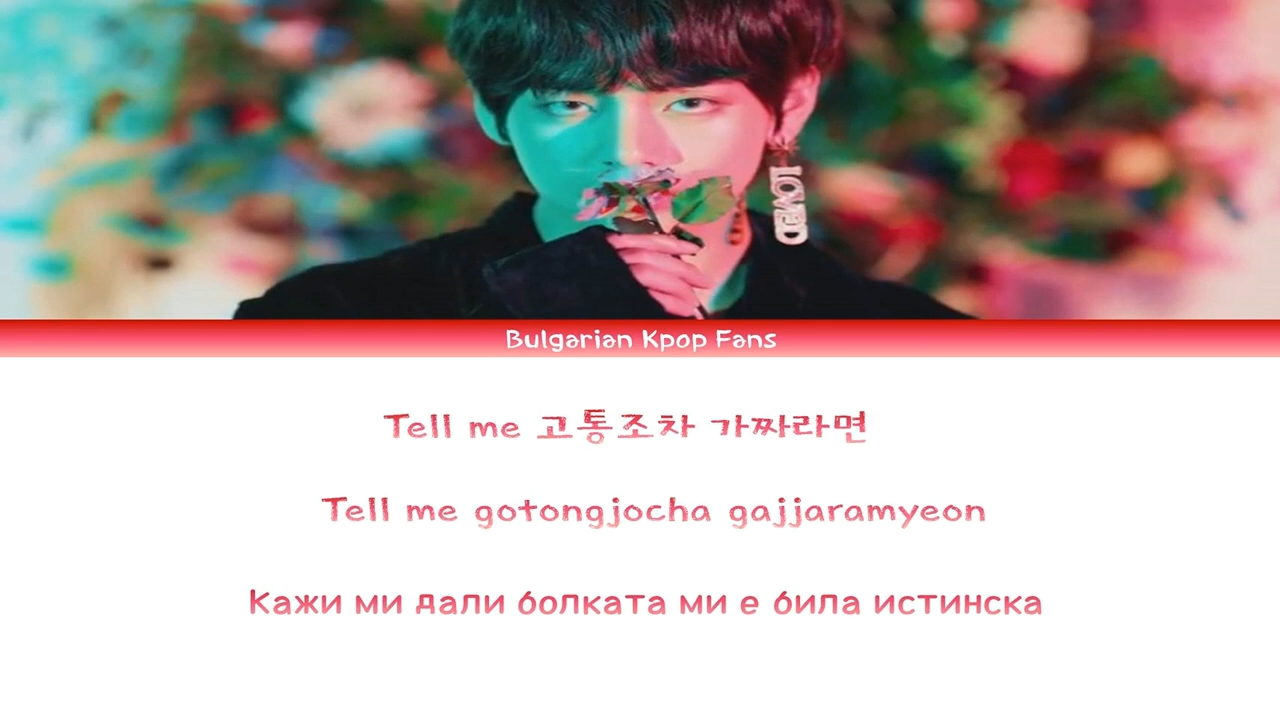 LOVED
Bulgarian Kpop Fans
Tell me 고통조차 가짜라면
Tell me gotongjocha gajjaramyeon
Кажи ми дали болката ми е била истинска